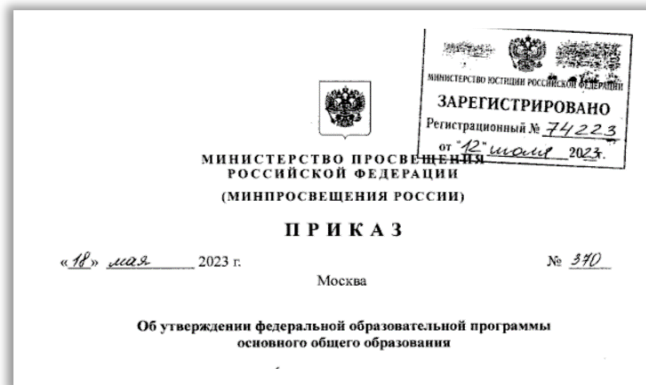 МИНИСТЕРСТВО ЮСТИЦИИ РОССИЙСКОЙ ФЕДЕРАЦИИ
ЗАРЕГИСТРИРОВАНО
Регистрационный № 74223
от "12" июля 2023г.
МИНИСТЕРСТВО ПРОСВЕЩЕНИЯ
РОССИЙСКОЙ ФЕДЕРАЦИИ
(МИНПРОСВЕЩЕНИЯ РОССИИ)
ПРИКАЗ
«18» мая 2023 г.
№ 370
Москва
Об утверждении федеральной образовательной программы
основного общего образования